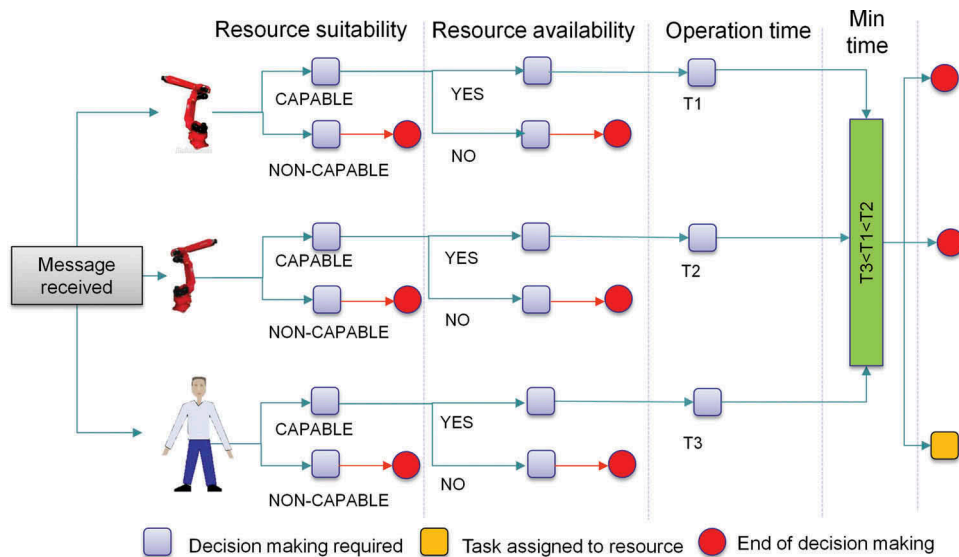 Resource suitability
Resource availability
Operation time
Min
time
CAPABLE
YES
T1
NON-CAPABLE
NO
Message
received
CAPABLE
YES
T2
T3<T1<T2
NON-CAPABLE
NO
CAPABLE
YES
T3
NON-CAPABLE
NO
Decision making required
Task assigned to resource
End of decision making